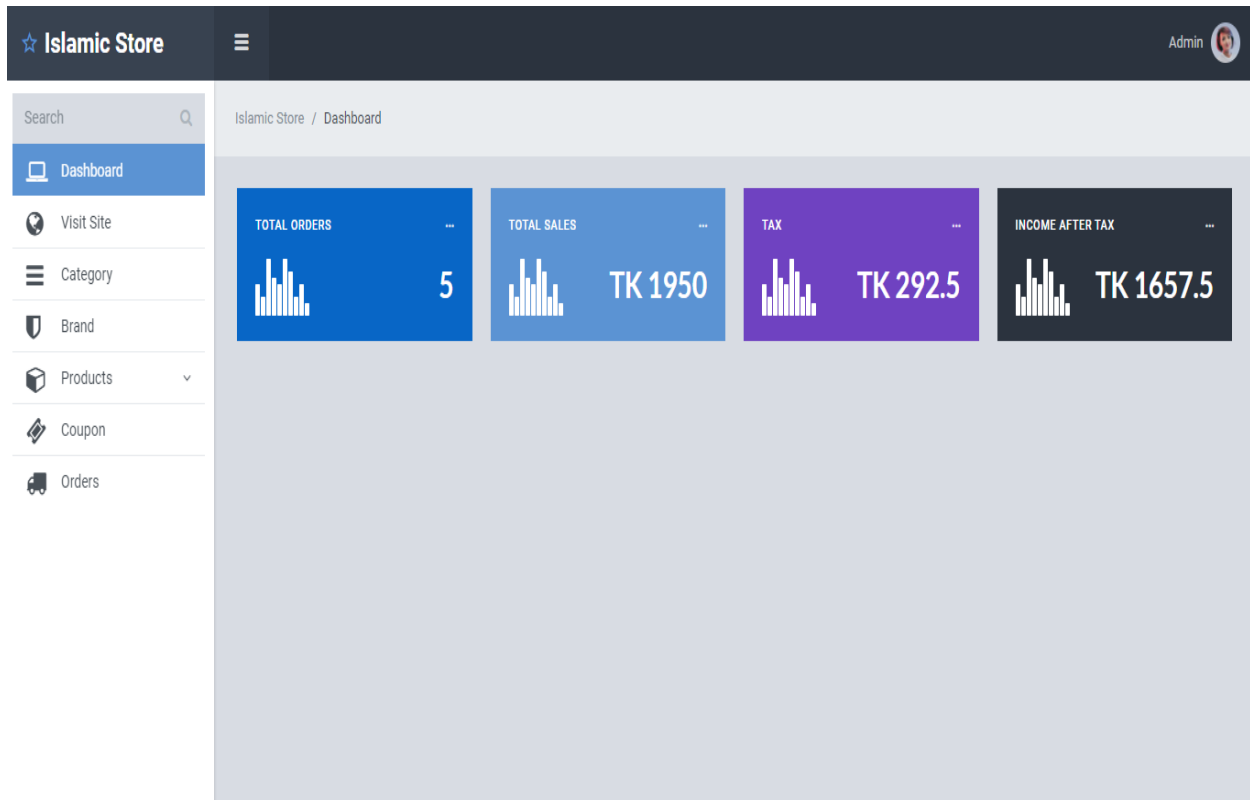 Islamic Store
Admin
Search
Islamic Store / Dashboard
Dashboard
Visit Site
Category
Brand
Products
Coupon
Orders
TOTAL ORDERS
5
TOTAL SALES
TK 1950
TAX
TK 292.5
INCOME AFTER TAX
TK 1657.5